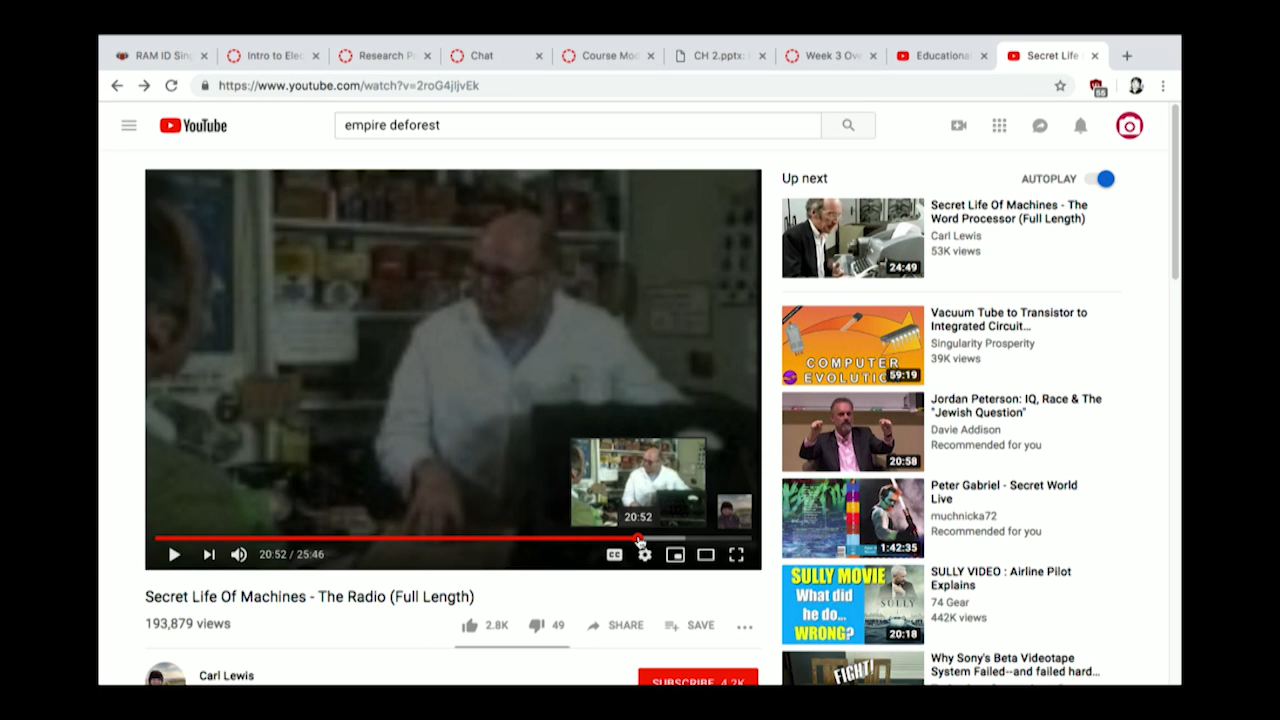 RAM ID Sin
Intro to Elec
Research P
Chat
Course Mod
CH 2.pptx:
Week 3 Ov
Educationa
Secret Life
https://www.youtube.com/watch?v=2roG4jIjvEk
YouTube
empire deforest
Up next
AUTOPLAY
Secret Life Of Machines - The
Word Processor (Full Length)
Carl Lewis
53K views
24:49
Vacuum Tube to Transistor to
Integrated Circuit...
Singularity Prosperity
39K views
COMPUTER
EVOLUTIO
59:19
Jordan Peterson: IQ, Race & The
"Jewish Question"
Davie Addison
Recommended for you
20:58
Peter Gabriel - Secret World
Live
muchnicka72
Recommended for you
1:42:35
SULLY VIDEO : Airline Pilot
Explains
74 Gear
442K views
SULLY MOVIE
What did
he do...
WRONG?
SULLY
20:18
Why Sony's Beta Videotape
System Failed--and failed hard...
FIGHT!
20:52
20:52 / 25:46
CC
Secret Life Of Machines - The Radio (Full Length)
193,879 views
2.8K
49
SHARE
SAVE
Carl Lewis
SUBSCRIBE 4.2K